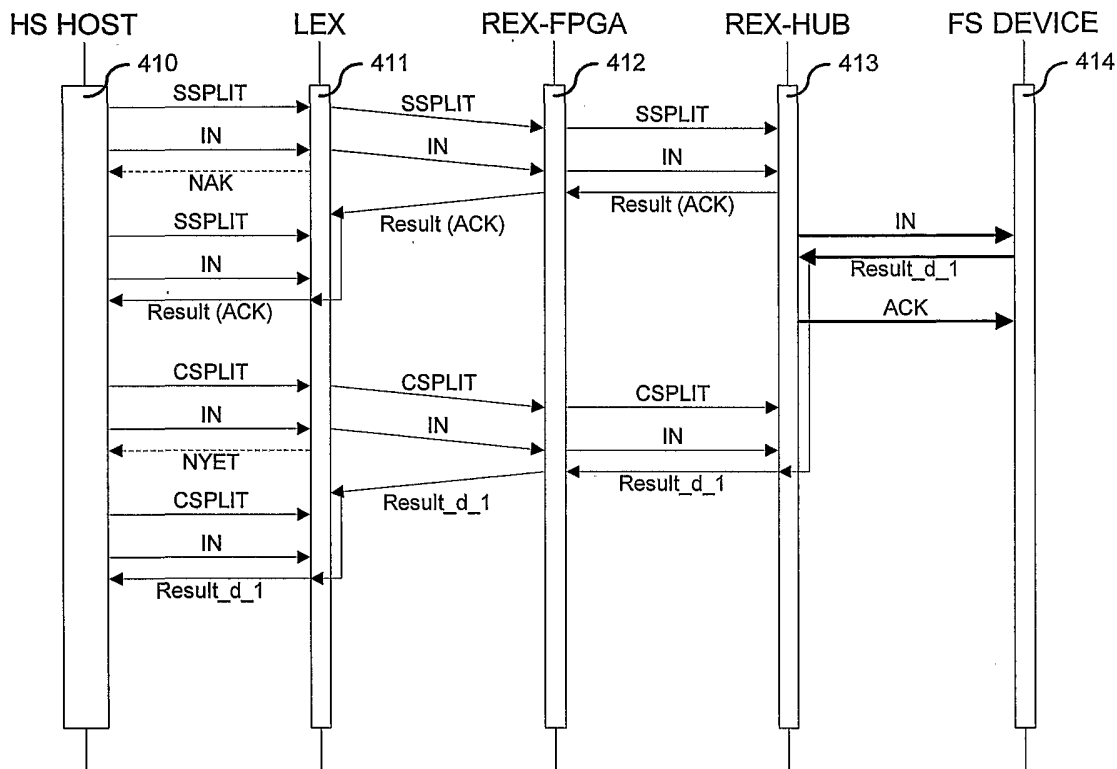 HS HOST LEX REX-FPGA REX-HUB FS DEVICE
410 411 412 413 414
SSPLIT SSPLIT SSPLIT
IN IN IN
NAK Result (ACK) Result (ACK)
SSPLIT IN
IN Result_d_1
Result (ACK) ACK
CSPLIT CSPLIT CSPLIT
IN IN IN
NYET Result_d_1 Result_d_1
CSPLIT
IN
Result_d_1